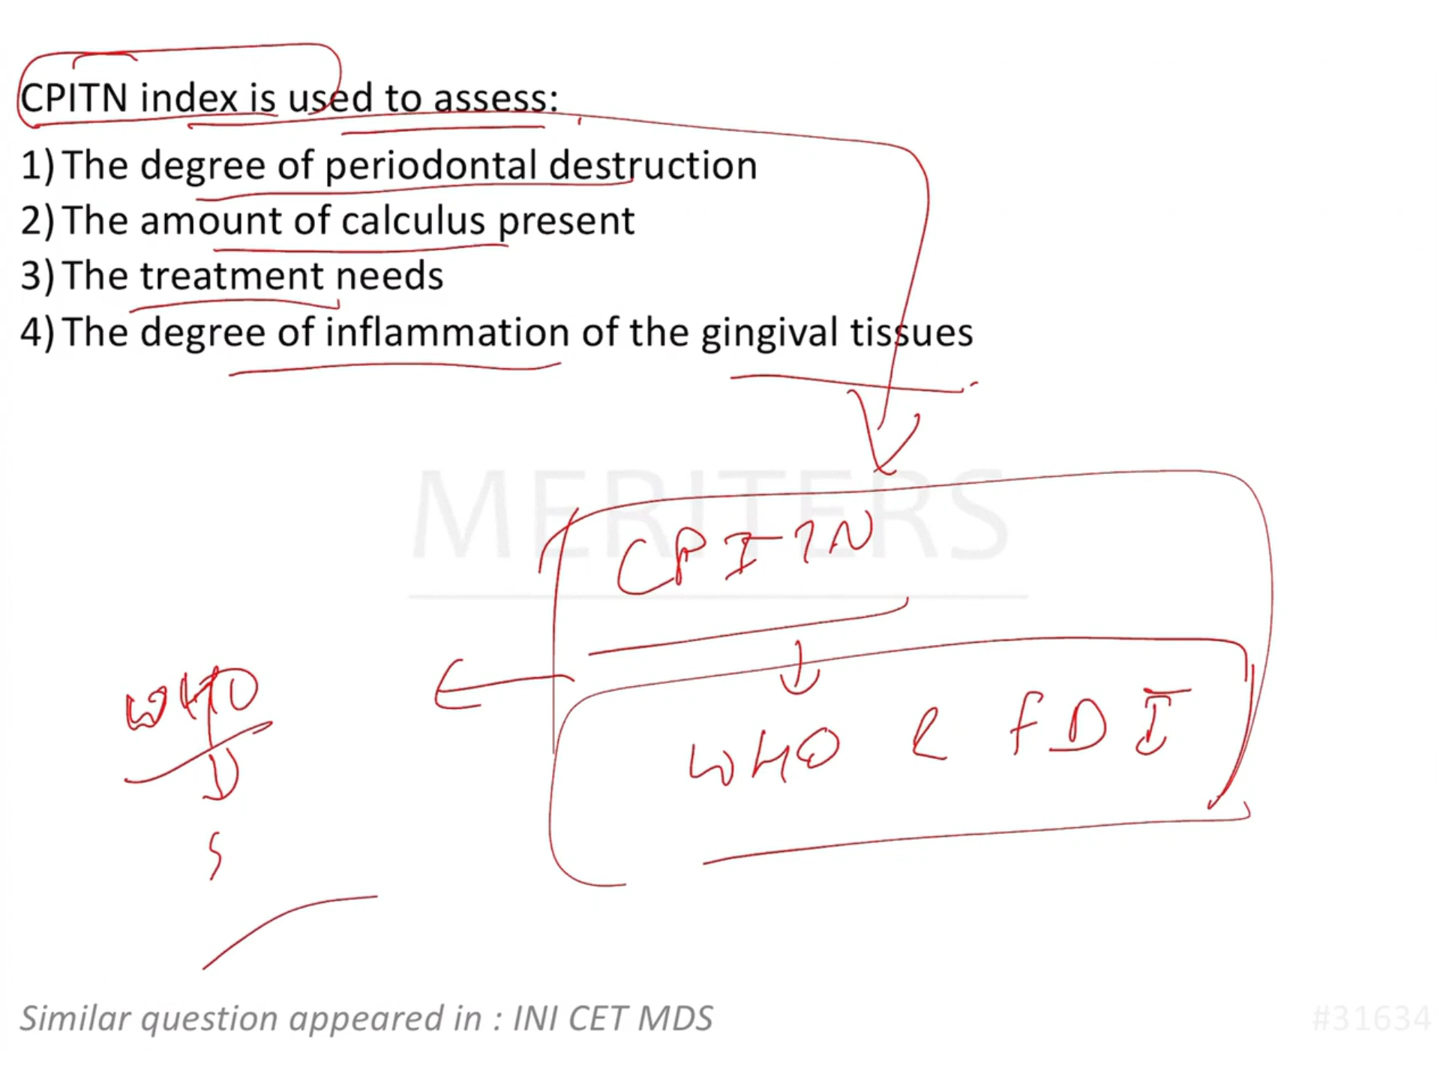 CPITN index is used to assess:
1) The degree of periodontal destruction
2) The amount of calculus present
3) The treatment needs
4) The degree of inflammation of the gingival tissues
MERITERS
CPITN
WHO & FDI
WHO
D
S
Similar question appeared in : INI CET MDS
#31634